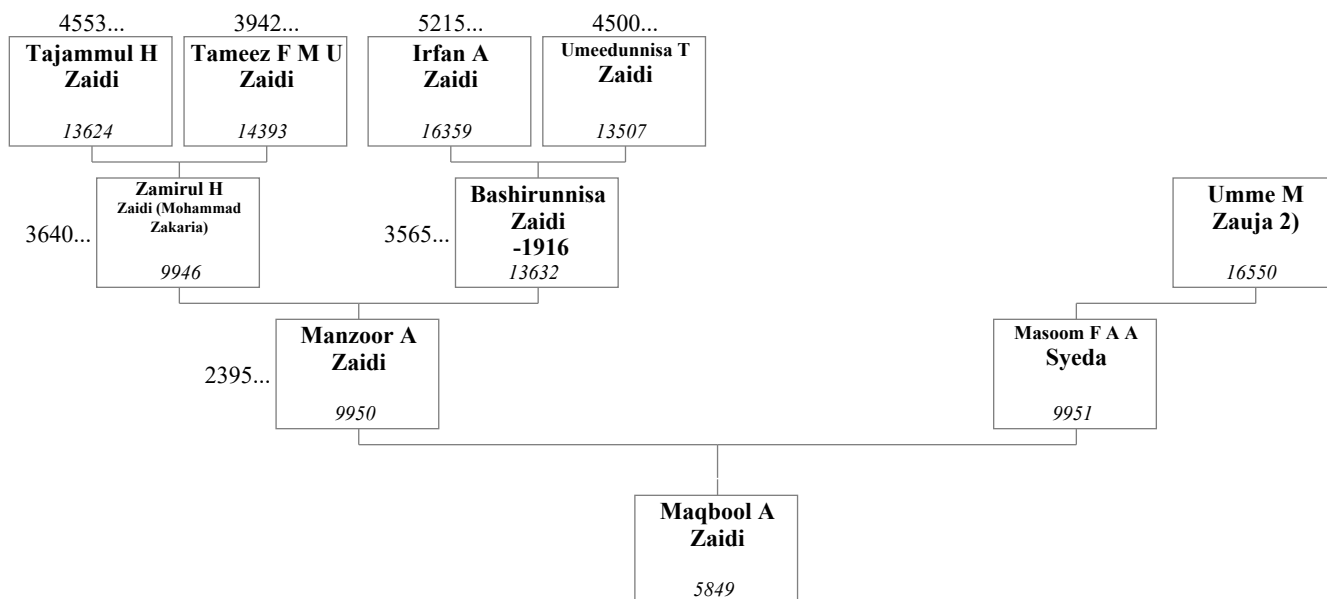 4553... 3942... 5215... 4500...
Tajammul H
Zaidi
13624
Tameez F M U
Zaidi
14393
Irfan A
Zaidi
16359
Umeedunnisa T
Zaidi
13507
3640...
Zamirul H
Zaidi (Mohammad
Zakaria)
9946
3565...
Bashirunnisa
Zaidi
-1916
13632
Umme M
Zauja 2)
16550
2395...
Manzoor A
Zaidi
9950
Masoom F A A
Syeda
9951
Maqbool A
Zaidi
5849